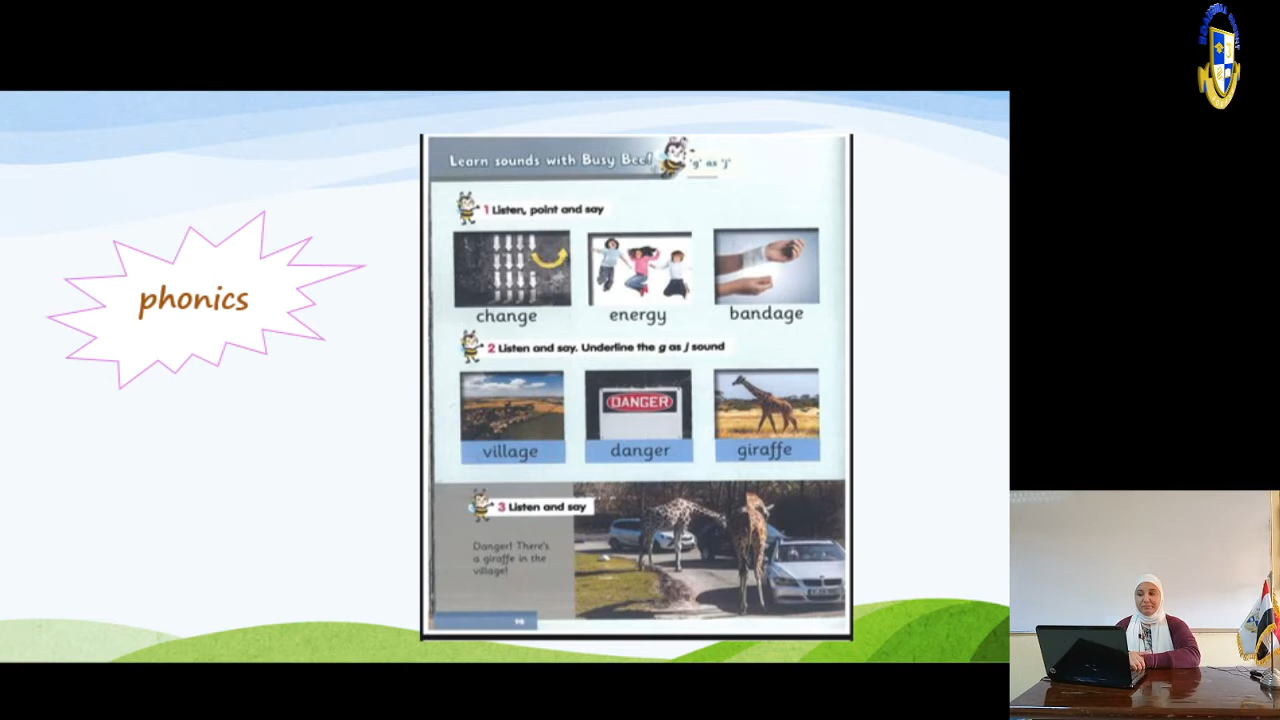 phonics
Learn sounds with Busy Bee!
'g' as 'j'
1 Listen, point and say
change energy bandage
2 Listen and say. Underline the g as j sound
DANGER
village danger giraffe
3 Listen and say
Danger! There's
a giraffe in the
village!